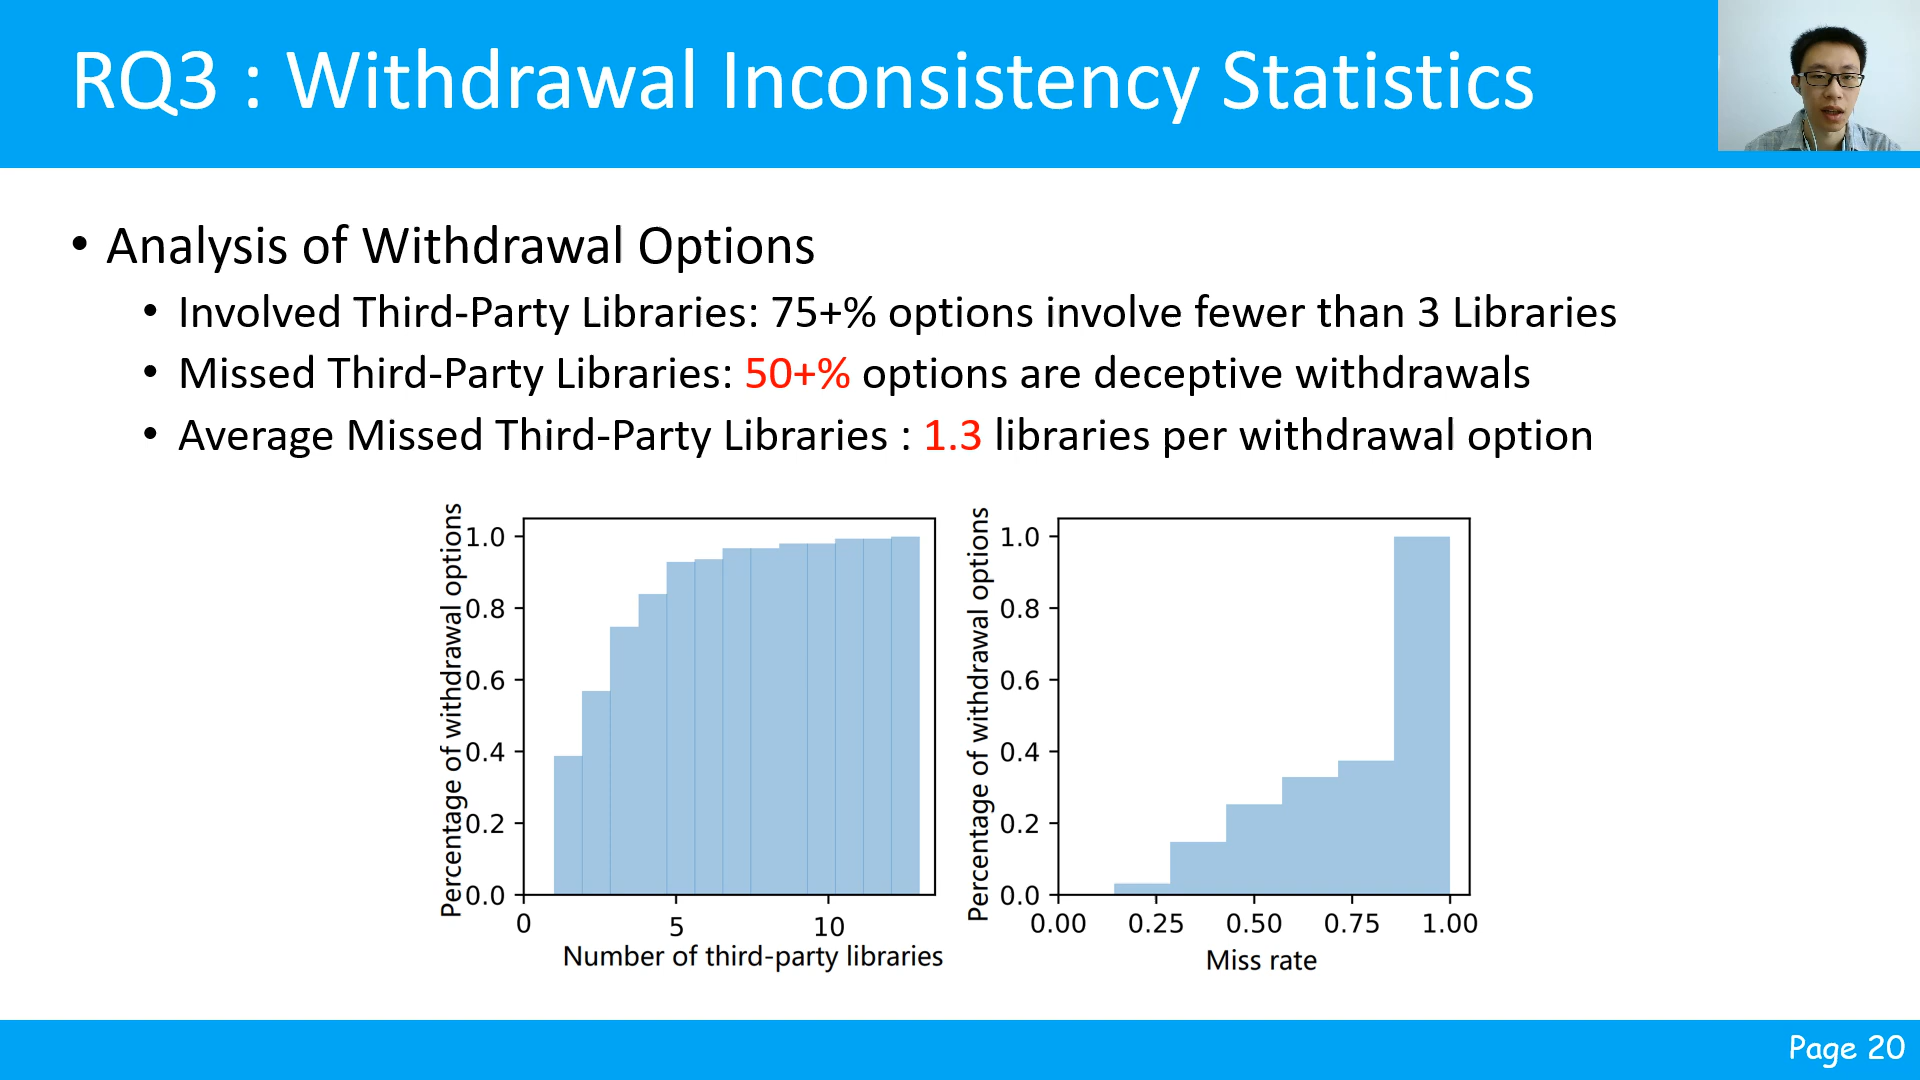 RQ3 : Withdrawal Inconsistency Statistics
• Analysis of Withdrawal Options
• Involved Third-Party Libraries: 75+% options involve fewer than 3 Libraries
• Missed Third-Party Libraries: 50+% options are deceptive withdrawals
• Average Missed Third-Party Libraries : 1.3 libraries per withdrawal option
Percentage of withdrawal options
1.0
0.8
0.6
0.4
0.2
0.0
0 5 10
Number of third-party libraries
Percentage of withdrawal options
1.0
0.8
0.6
0.4
0.2
0.0
0.00 0.25 0.50 0.75 1.00
Miss rate
Page 20